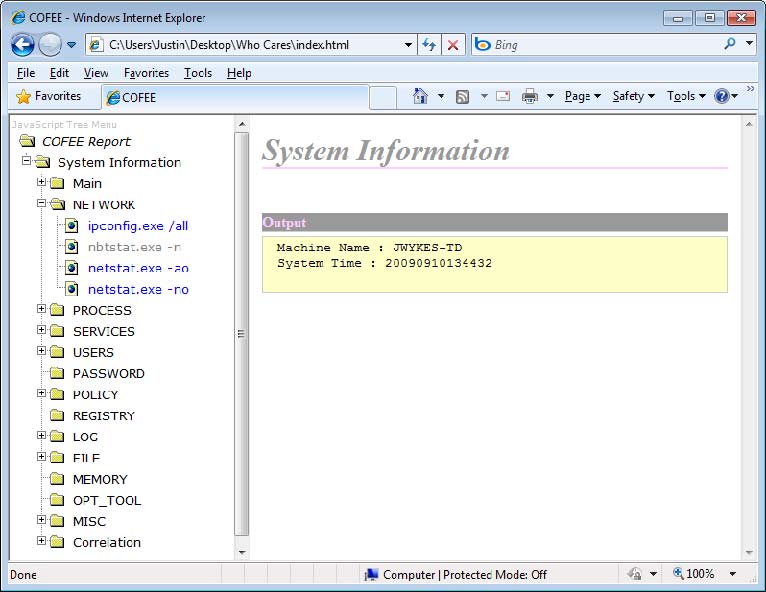 COFEE - Windows Internet Explorer
C:\Users\Justin\Desktop\Who Cares\index.html
Bing
File Edit View Favorites Tools Help
Favorites
COFEE
Page Safety Tools
JavaScript Tree Menu
COFEE Report
System Information
Main
NETWORK
ipconfig.exe /all
nbtstat.exe -n
netstat.exe -ao
netstat.exe -no
PROCESS
SERVICES
USERS
PASSWORD
POLICY
REGISTRY
LOG
FILE
MEMORY
OPT_TOOL
MISC
Correlation
System Information
Output
Machine Name : JWYKES-TD
System Time : 20090910134432
Done
Computer | Protected Mode: Off
100%